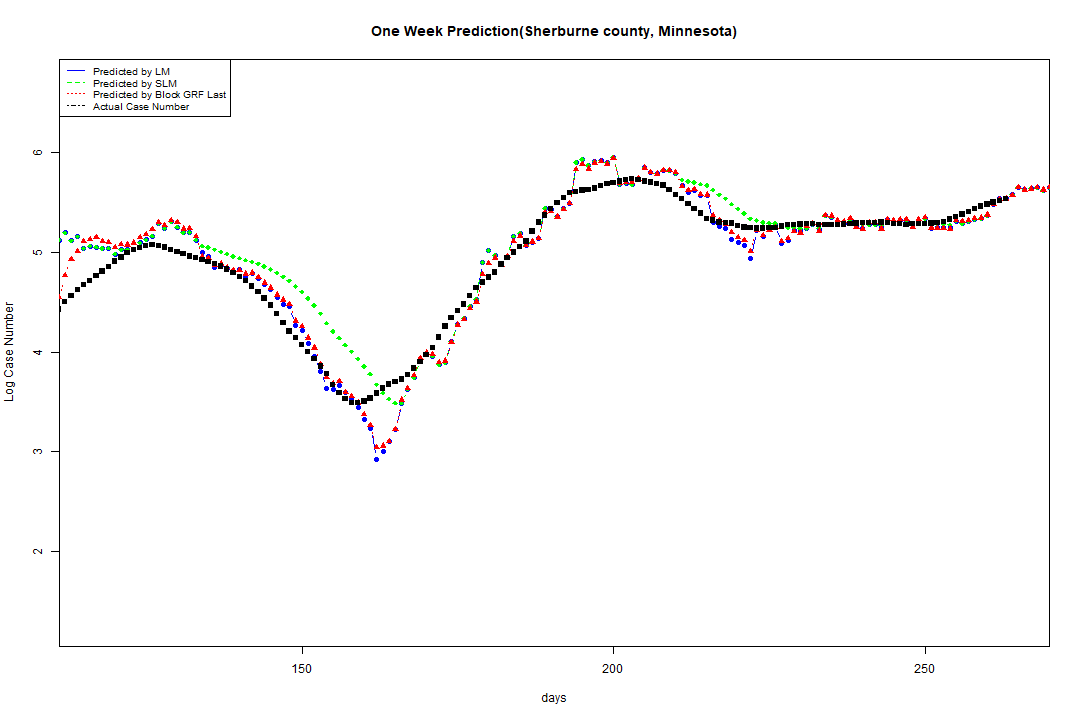 One Week Prediction(Sherburne county, Minnesota)
Predicted by LM
Predicted by SLM
Predicted by Block GRF Last
Actual Case Number
6
5
4
3
2
Log Case Number
150
200
250
days